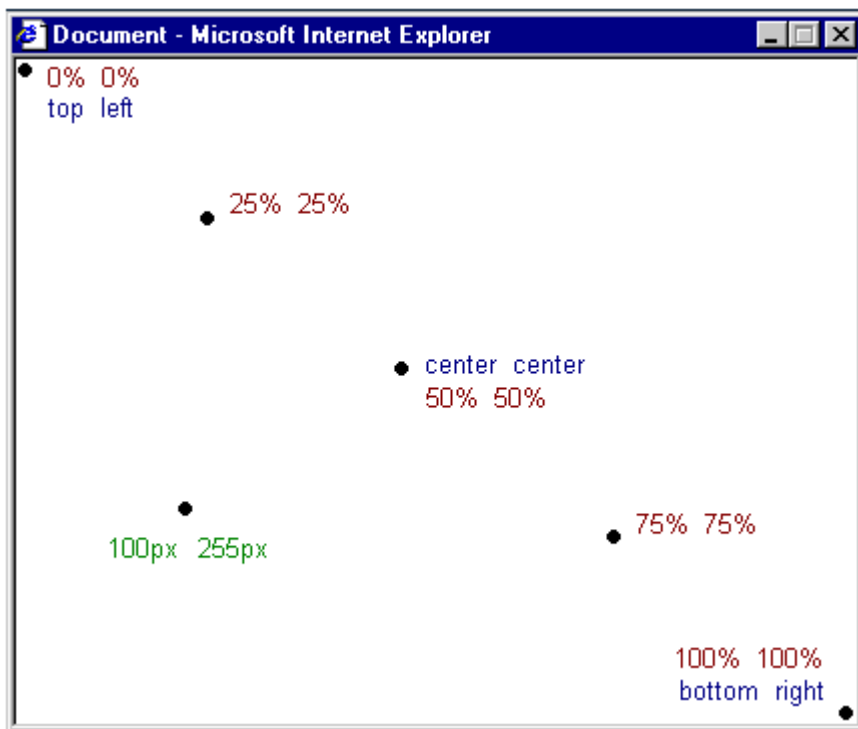 Document - Microsoft Internet Explorer
0% 0%
top left
25% 25%
center center
50% 50%
75% 75%
100px 255px
100% 100%
bottom right